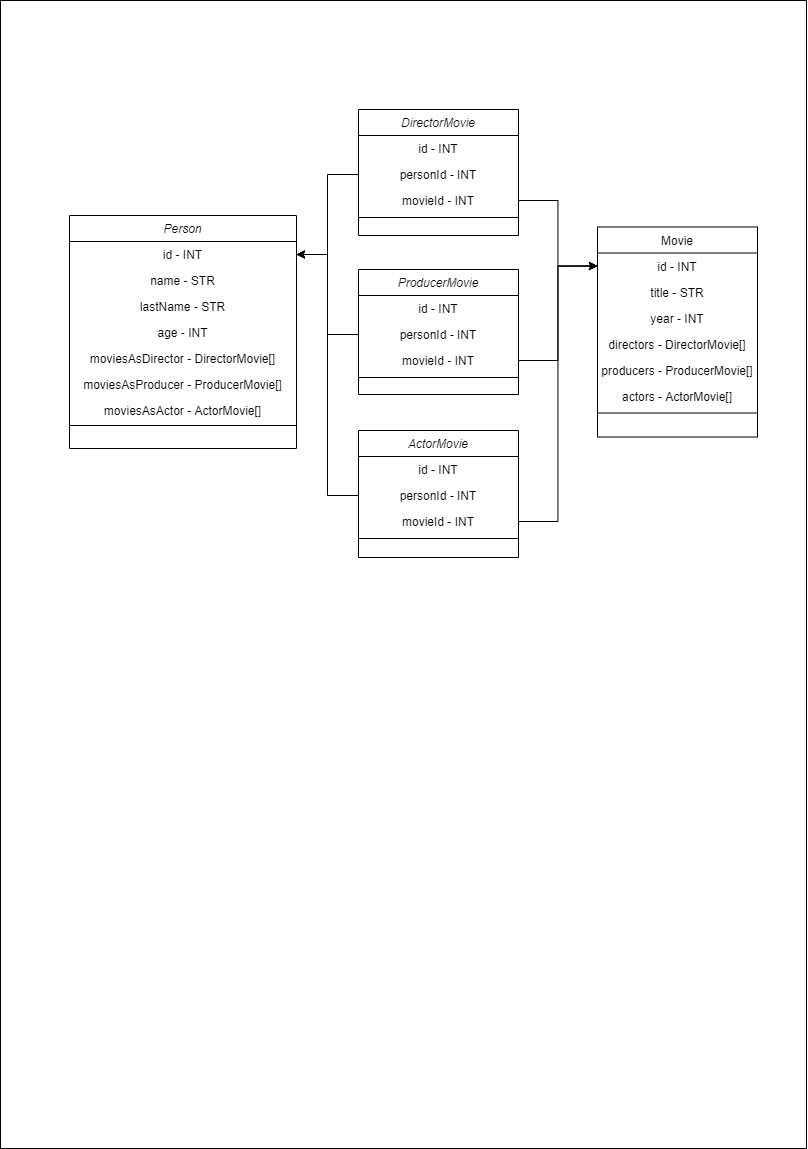 Person
id - INT
name - STR
lastName - STR
age - INT
moviesAsDirector - DirectorMovie[]
moviesAsProducer - ProducerMovie[]
moviesAsActor - ActorMovie[]
DirectorMovie
id - INT
personId - INT
movieId - INT
ProducerMovie
id - INT
personId - INT
movieId - INT
ActorMovie
id - INT
personId - INT
movieId - INT
Movie
id - INT
title - STR
year - INT
directors - DirectorMovie[]
producers - ProducerMovie[]
actors - ActorMovie[]